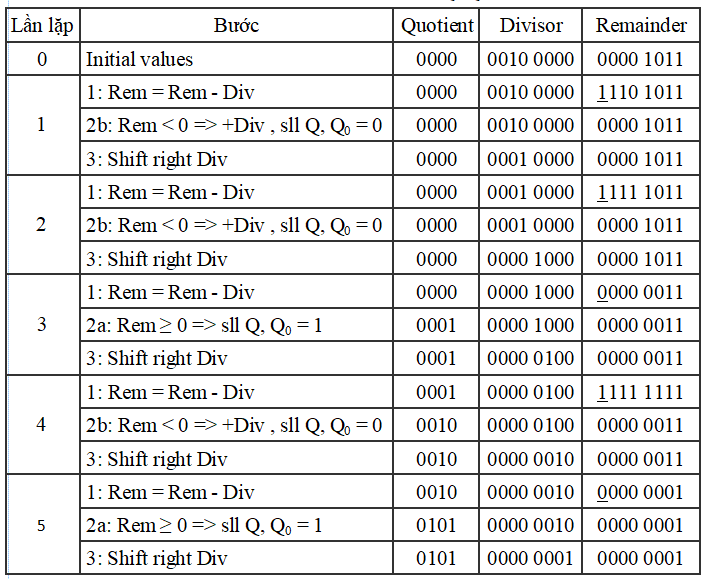 Lần lặp Bước Quotient Divisor Remainder
0 Initial values 0000 0010 0000 0000 1011
1: Rem = Rem - Div 0000 0010 0000 1110 1011
1 2b: Rem < 0 => +Div , sll Q, Q₀ = 0 0000 0010 0000 0000 1011
3: Shift right Div 0000 0001 0000 0000 1011
1: Rem = Rem - Div 0000 0001 0000 1111 1011
2 2b: Rem < 0 => +Div , sll Q, Q₀ = 0 0000 0001 0000 0000 1011
3: Shift right Div 0000 0000 1000 0000 1011
1: Rem = Rem - Div 0000 0000 1000 0000 0011
3 2a: Rem ≥ 0 => sll Q, Q₀ = 1 0001 0000 1000 0000 0011
3: Shift right Div 0001 0000 0100 0000 0011
1: Rem = Rem - Div 0001 0000 0100 1111 1111
4 2b: Rem < 0 => +Div , sll Q, Q₀ = 0 0010 0000 0100 0000 0011
3: Shift right Div 0010 0000 0010 0000 0011
1: Rem = Rem - Div 0010 0000 0010 0000 0001
5 2a: Rem ≥ 0 => sll Q, Q₀ = 1 0101 0000 0010 0000 0001
3: Shift right Div 0101 0000 0001 0000 0001